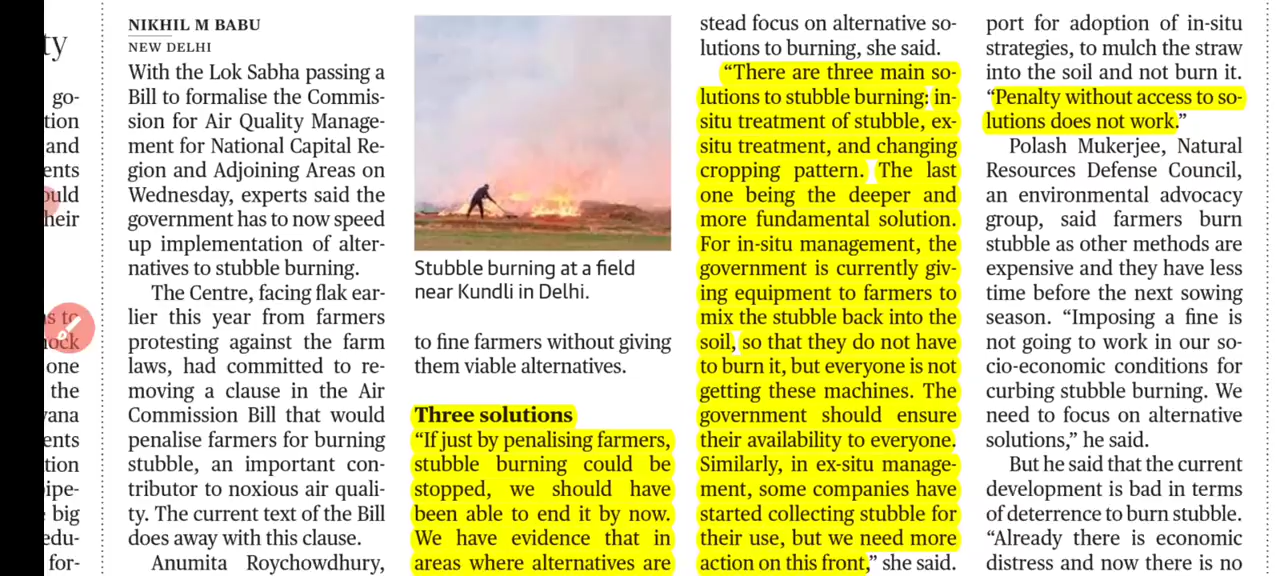 ty
go-
tion
and
ents
ould
heir
s to
ock
one
the
vana
ents
tion
pipe-
big
edu-
for-
NIKHIL M BABU
NEW DELHI
With the Lok Sabha passing a
Bill to formalise the Commis-
sion for Air Quality Manage-
ment for National Capital Re-
gion and Adjoining Areas on
Wednesday, experts said the
government has to now speed
up implementation of alter-
natives to stubble burning.
The Centre, facing flak ear-
lier this year from farmers
protesting against the farm
laws, had committed to re-
moving a clause in the Air
Commission Bill that would
penalise farmers for burning
stubble, an important con-
tributor to noxious air quali-
ty. The current text of the Bill
does away with this clause.
Anumita Roychowdhury,
Stubble burning at a field
near Kundli in Delhi.
to fine farmers without giving
them viable alternatives.
Three solutions
“If just by penalising farmers,
stubble burning could be
stopped, we should have
been able to end it by now.
We have evidence that in
areas where alternatives are
stead focus on alternative so-
lutions to burning, she said.
“There are three main so-
lutions to stubble burning: in-
situ treatment of stubble, ex-
situ treatment, and changing
cropping pattern. The last
one being the deeper and
more fundamental solution.
For in-situ management, the
government is currently giv-
ing equipment to farmers to
mix the stubble back into the
soil, so that they do not have
to burn it, but everyone is not
getting these machines. The
government should ensure
their availability to everyone.
Similarly, in ex-situ manage-
ment, some companies have
started collecting stubble for
their use, but we need more
action on this front,” she said.
port for adoption of in-situ
strategies, to mulch the straw
into the soil and not burn it.
“Penalty without access to so-
lutions does not work.”
Polash Mukerjee, Natural
Resources Defense Council,
an environmental advocacy
group, said farmers burn
stubble as other methods are
expensive and they have less
time before the next sowing
season. “Imposing a fine is
not going to work in our so-
cio-economic conditions for
curbing stubble burning. We
need to focus on alternative
solutions,” he said.
But he said that the current
development is bad in terms
of deterrence to burn stubble.
“Already there is economic
distress and now there is no